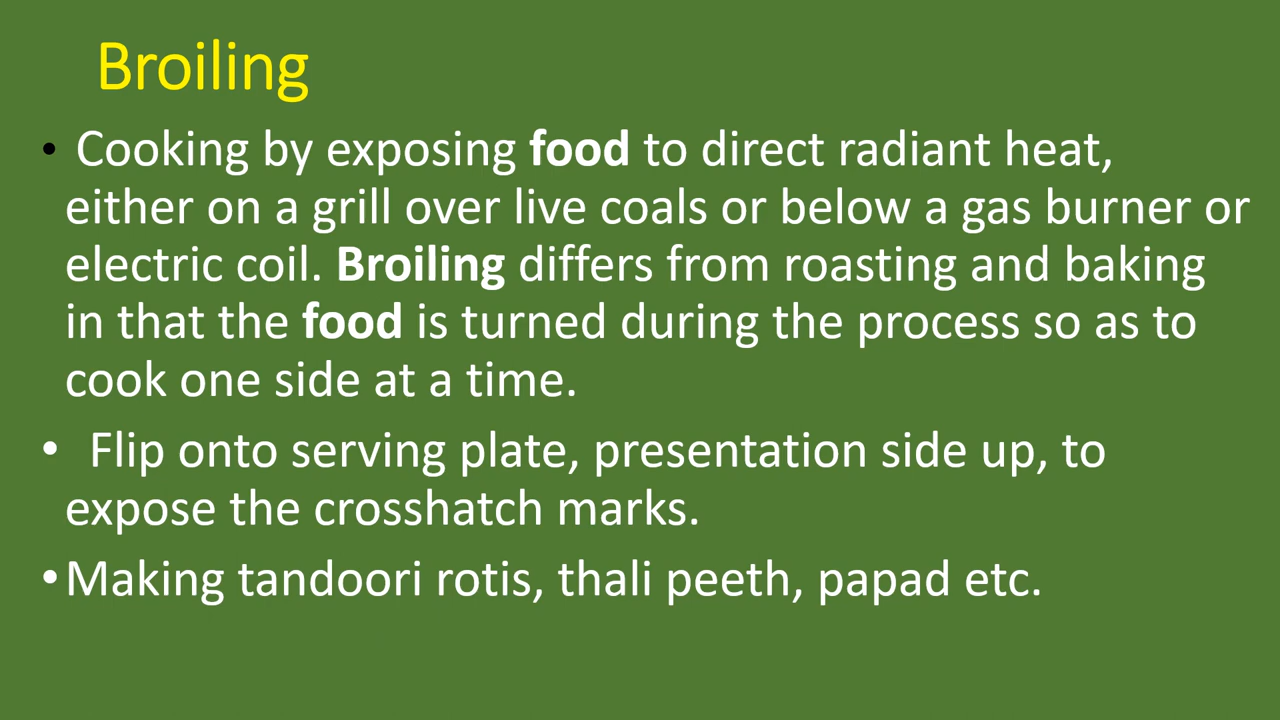 Broiling
• Cooking by exposing food to direct radiant heat,
either on a grill over live coals or below a gas burner or
electric coil. Broiling differs from roasting and baking
in that the food is turned during the process so as to
cook one side at a time.
• Flip onto serving plate, presentation side up, to
expose the crosshatch marks.
• Making tandoori rotis, thali peeth, papad etc.